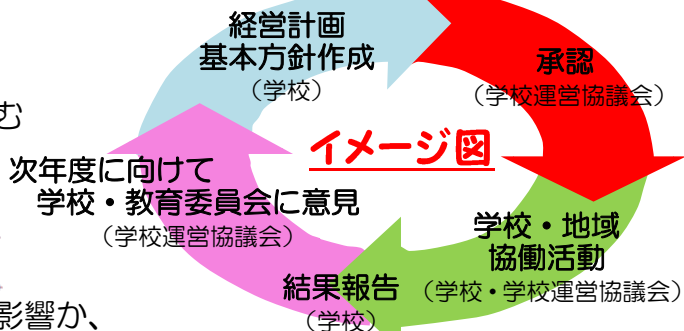 経営計画
基本方針作成
（学校）
承認
（学校運営協議会）
む
イメージ図
次年度に向けて
学校・教育委員会に意見
（学校運営協議会）
学校・地域
協働活動
（学校・学校運営協議会）
結果報告
（学校）
影響か、